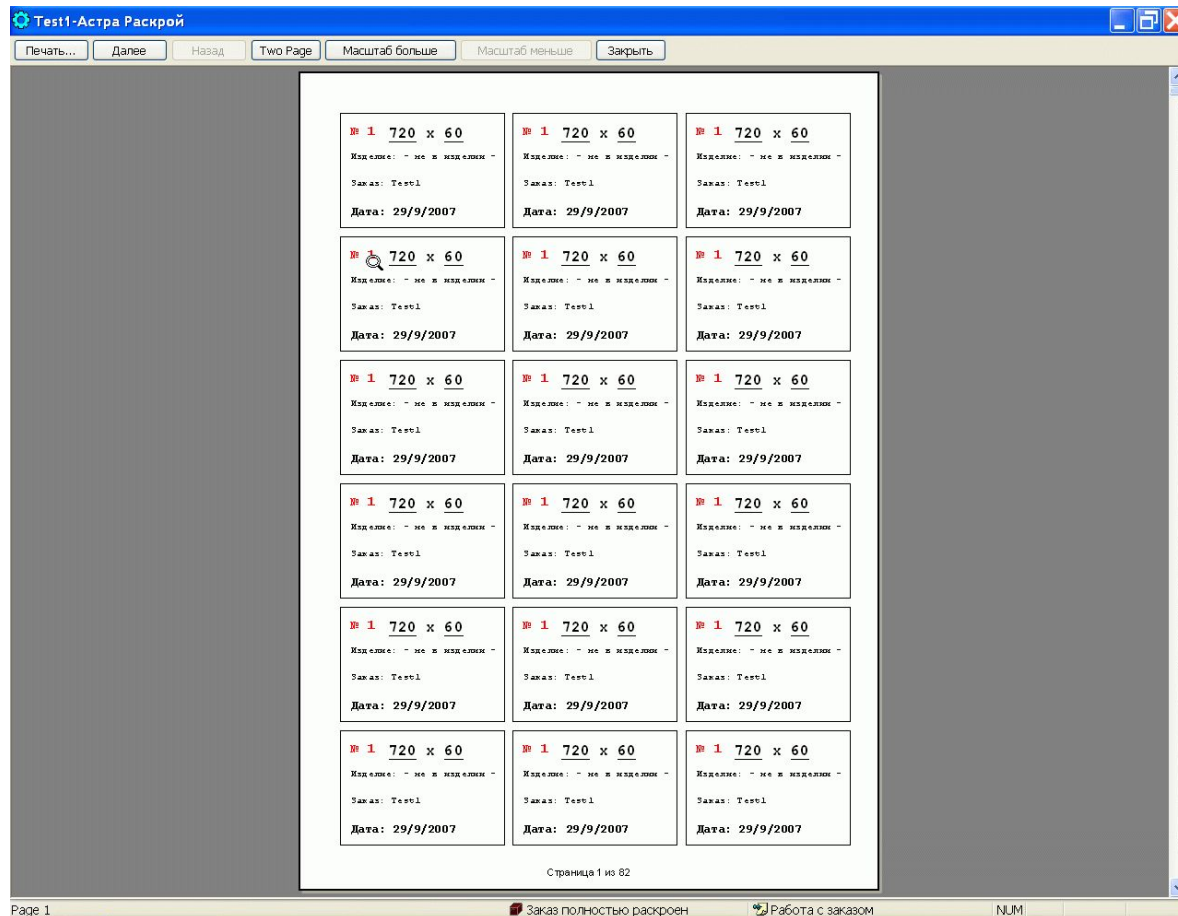 Test1-Астра Раскрой
Печать... Далее Назад Two Page Масштаб больше Масштаб меньше Закрыть
№ 1 720 x 60 № 1 720 x 60 № 1 720 x 60
Изделие: - не в изделии - Изделие: - не в изделии - Изделие: - не в изделии -
Заказ: Test1 Заказ: Test1 Заказ: Test1
Дата: 29/9/2007 Дата: 29/9/2007 Дата: 29/9/2007
№ 1 720 x 60 № 1 720 x 60 № 1 720 x 60
Изделие: - не в изделии - Изделие: - не в изделии - Изделие: - не в изделии -
Заказ: Test1 Заказ: Test1 Заказ: Test1
Дата: 29/9/2007 Дата: 29/9/2007 Дата: 29/9/2007
№ 1 720 x 60 № 1 720 x 60 № 1 720 x 60
Изделие: - не в изделии - Изделие: - не в изделии - Изделие: - не в изделии -
Заказ: Test1 Заказ: Test1 Заказ: Test1
Дата: 29/9/2007 Дата: 29/9/2007 Дата: 29/9/2007
№ 1 720 x 60 № 1 720 x 60 № 1 720 x 60
Изделие: - не в изделии - Изделие: - не в изделии - Изделие: - не в изделии -
Заказ: Test1 Заказ: Test1 Заказ: Test1
Дата: 29/9/2007 Дата: 29/9/2007 Дата: 29/9/2007
№ 1 720 x 60 № 1 720 x 60 № 1 720 x 60
Изделие: - не в изделии - Изделие: - не в изделии - Изделие: - не в изделии -
Заказ: Test1 Заказ: Test1 Заказ: Test1
Дата: 29/9/2007 Дата: 29/9/2007 Дата: 29/9/2007
№ 1 720 x 60 № 1 720 x 60 № 1 720 x 60
Изделие: - не в изделии - Изделие: - не в изделии - Изделие: - не в изделии -
Заказ: Test1 Заказ: Test1 Заказ: Test1
Дата: 29/9/2007 Дата: 29/9/2007 Дата: 29/9/2007
Страница 1 из 82
Page 1 Заказ полностью раскроен Работа с заказом NUM